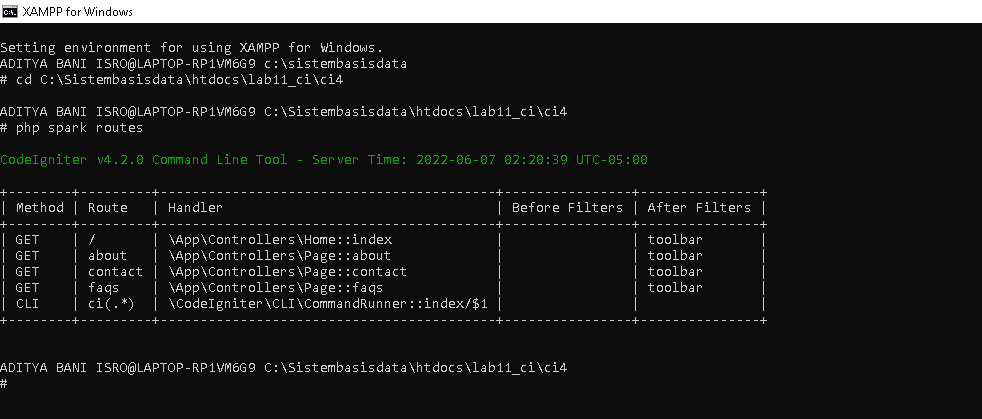 XAMPP for Windows
Setting environment for using XAMPP for Windows.
ADITYA BANI ISRO@LAPTOP-RP1VM6G9 c:\sistembasisdata
# cd C:\Sistembasisdata\htdocs\lab11_ci\ci4
ADITYA BANI ISRO@LAPTOP-RP1VM6G9 C:\Sistembasisdata\htdocs\lab11_ci\ci4
# php spark routes
CodeIgniter v4.2.0 Command Line Tool - Server Time: 2022-06-07 02:20:39 UTC-05:00
+--------+---------+-----------------------------------------+----------------+---------------+
| Method | Route   | Handler                                 | Before Filters | After Filters |
+--------+---------+-----------------------------------------+----------------+---------------+
| GET    | /       | \App\Controllers\Home::index            |                | toolbar       |
| GET    | about   | \App\Controllers\Page::about            |                | toolbar       |
| GET    | contact | \App\Controllers\Page::contact          |                | toolbar       |
| GET    | faqs    | \App\Controllers\Page::faqs             |                | toolbar       |
| CLI    | ci(.*)  | \CodeIgniter\CLI\CommandRunner::index/$1 |                |               |
+--------+---------+-----------------------------------------+----------------+---------------+
ADITYA BANI ISRO@LAPTOP-RP1VM6G9 C:\Sistembasisdata\htdocs\lab11_ci\ci4
#